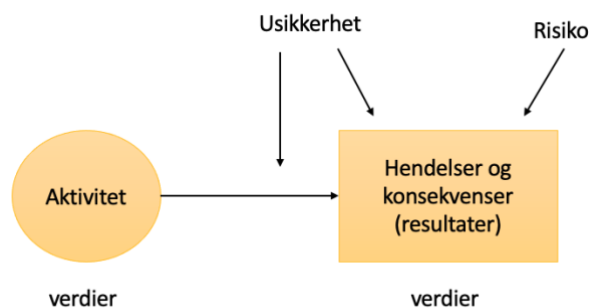 Usikkerhet
Risiko
Aktivitet
Hendelser og
konsekvenser
(resultater)
verdier
verdier